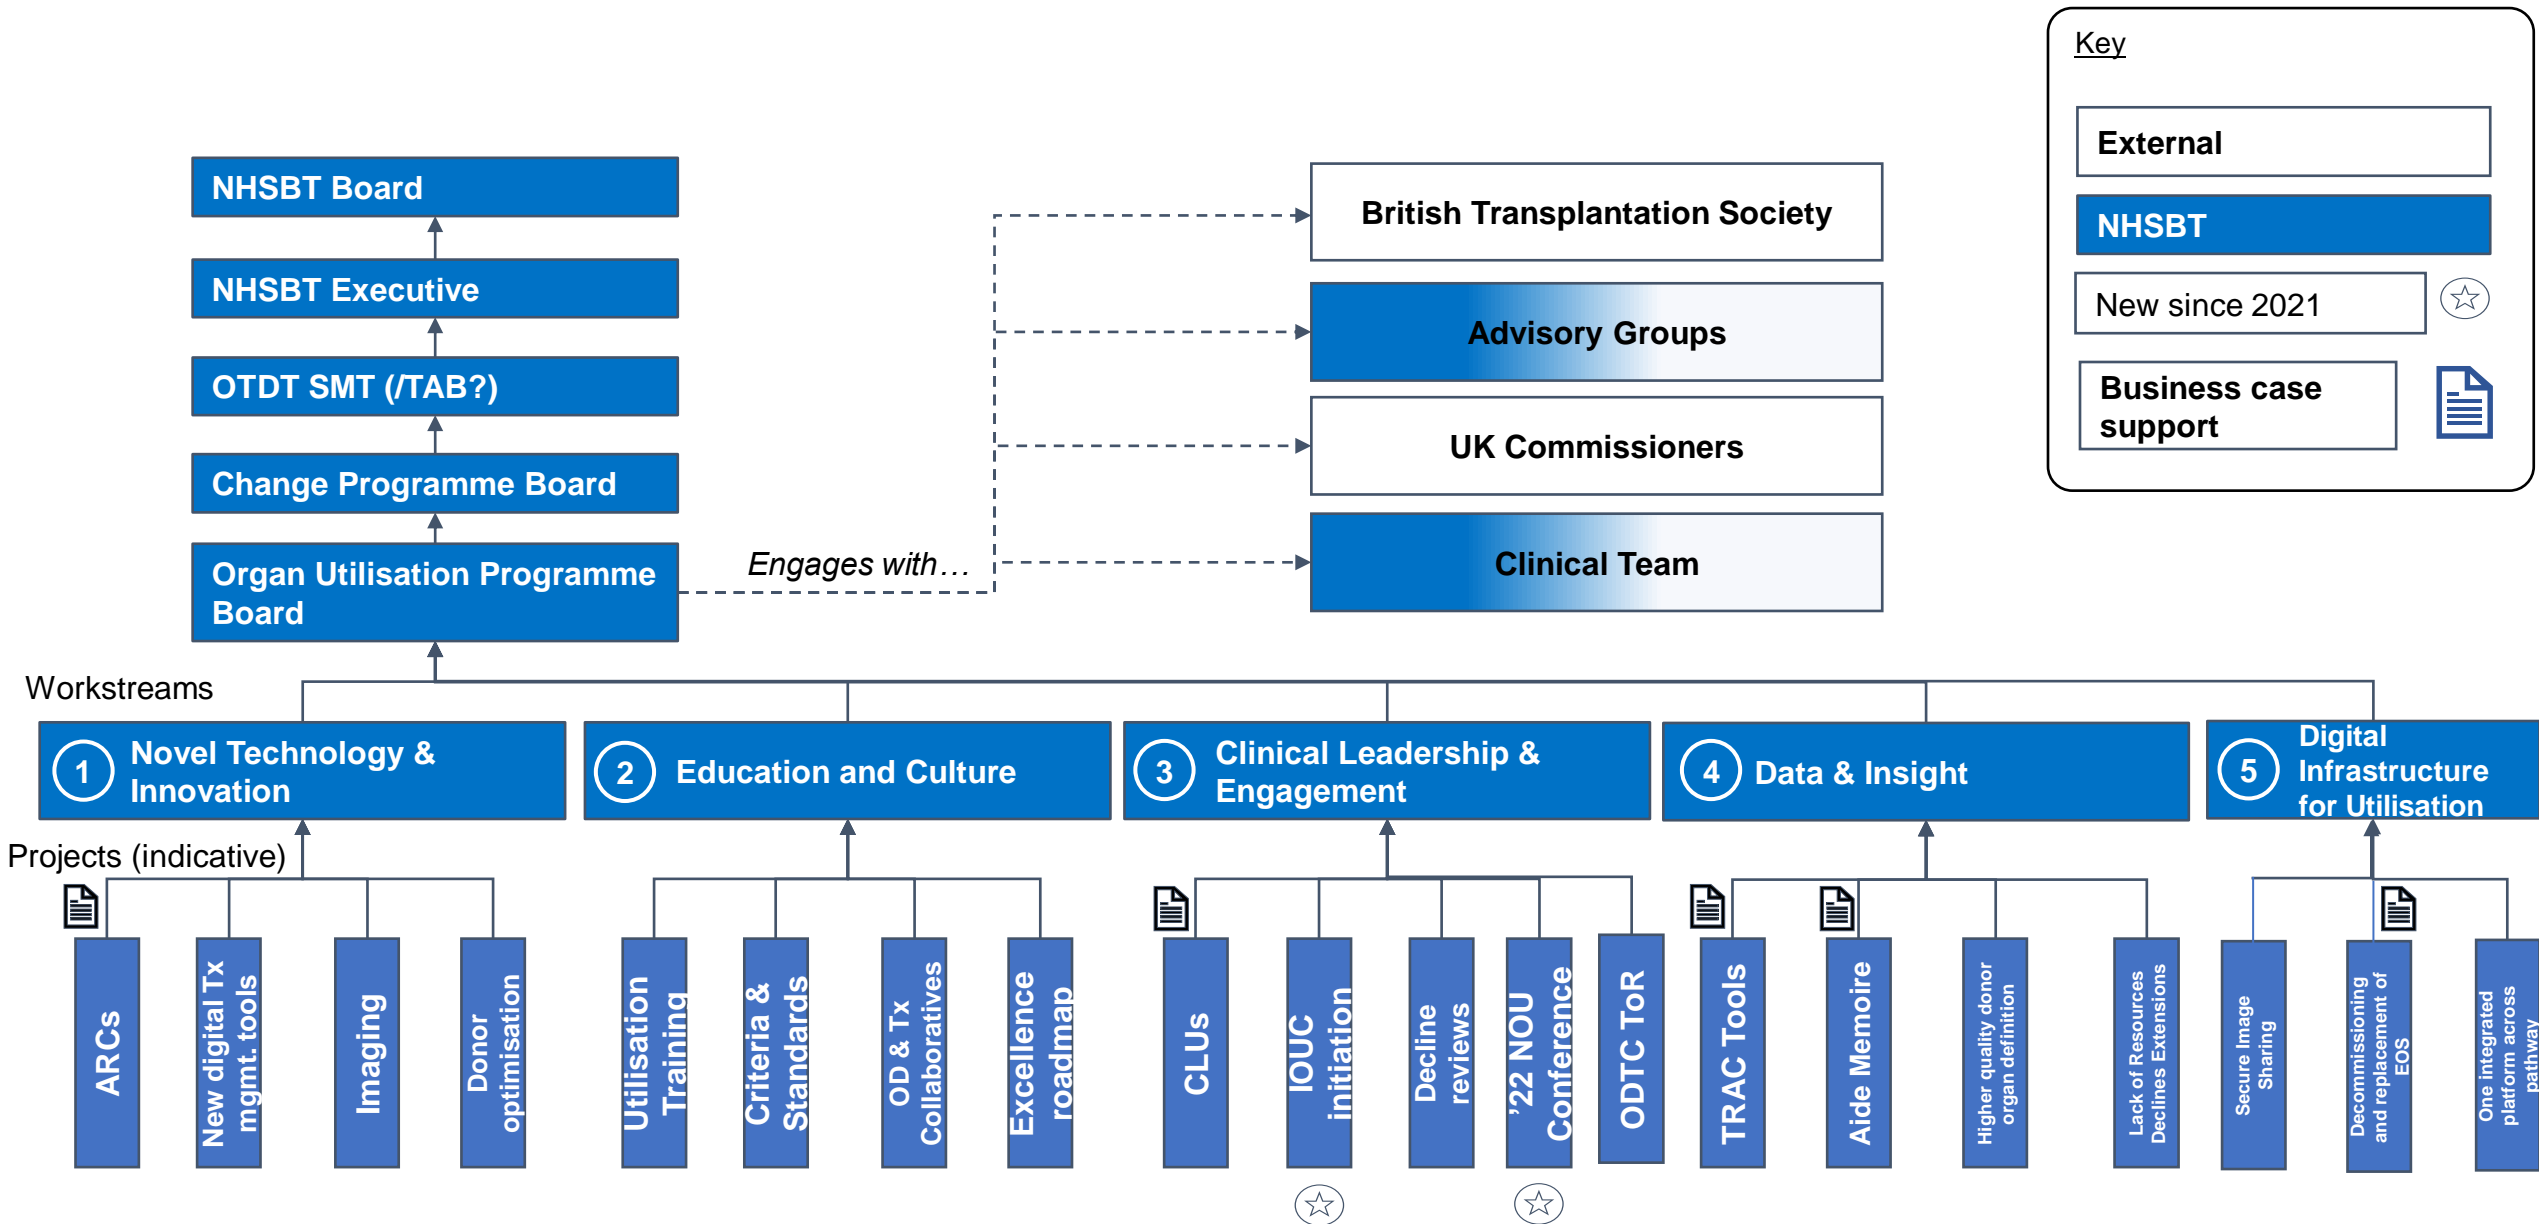 Key
External
NHSBT
New since 2021
Business case
support
NHSBT Board
NHSBT Executive
OTDT SMT (/TAB?)
Change Programme Board
Organ Utilisation Programme
Board
Engages with…
British Transplantation Society
Advisory Groups
UK Commissioners
Clinical Team
Workstreams
1
Novel Technology &
Innovation
2
Education and Culture
3
Clinical Leadership &
Engagement
4
Data & Insight
5
Digital
Infrastructure
for Utilisation
Projects (indicative)
ARCs
New digital Tx
mgmt. tools
Imaging
Donor
optimisation
Utilisation
Training
Criteria &
Standards
OD & Tx
Collaboratives
Excellence
roadmap
CLUs
IOUC
initiation
Decline
reviews
’22 NOU
Conference
ODTC ToR
TRAC Tools
Aide Memoire
Higher quality donor
organ definition
Lack of Resources
Declines Extensions
Secure Image
Sharing
Decommissioning
and replacement of
EOS
One integrated
platform across
pathway